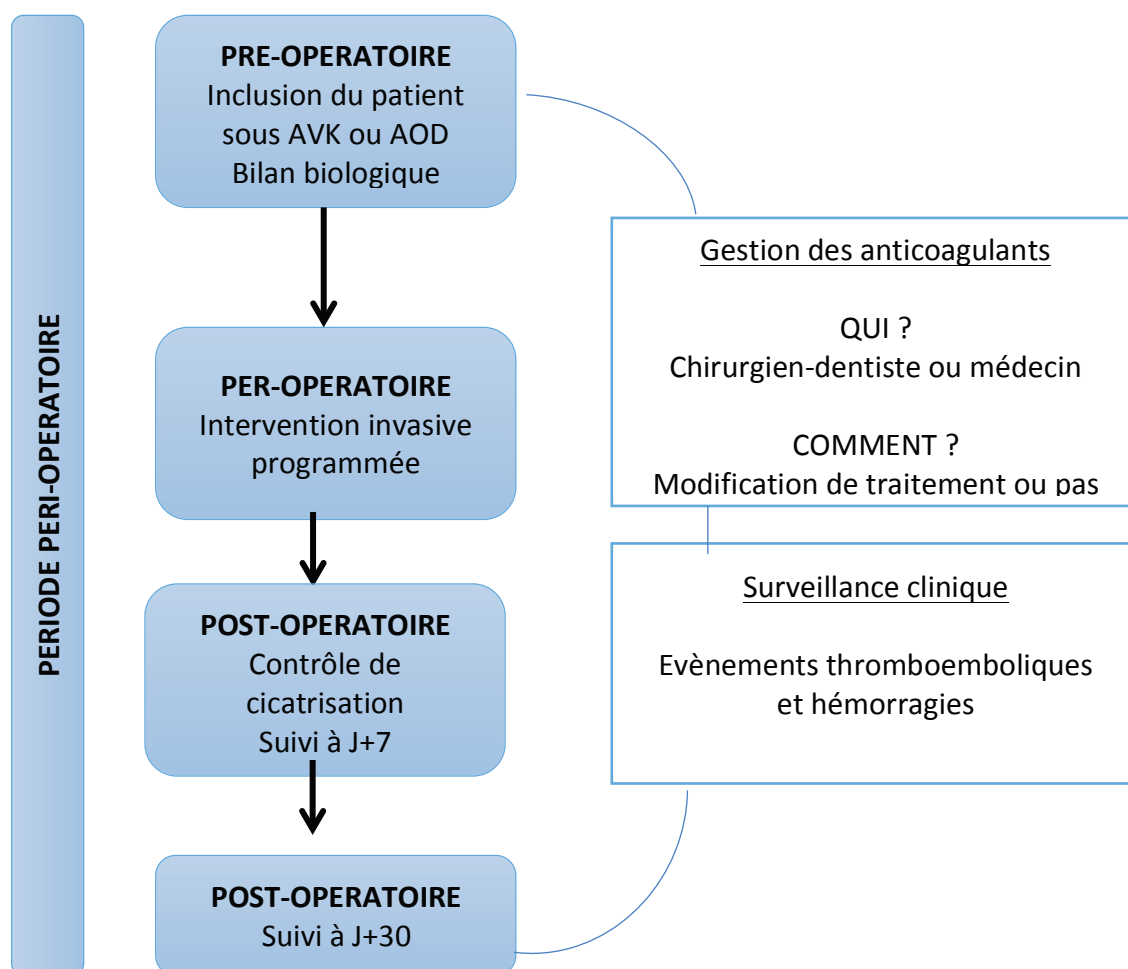 PERIODE PERI-OPERATOIRE
PRE-OPERATOIRE
Inclusion du patient
sous AVK ou AOD
Bilan biologique
PER-OPERATOIRE
Intervention invasive
programmée
POST-OPERATOIRE
Contrôle de
cicatrisation
Suivi à J+7
POST-OPERATOIRE
Suivi à J+30
Gestion des anticoagulants
QUI ?
Chirurgien-dentiste ou médecin
COMMENT ?
Modification de traitement ou pas
Surveillance clinique
Evènements thromboemboliques
et hémorragies